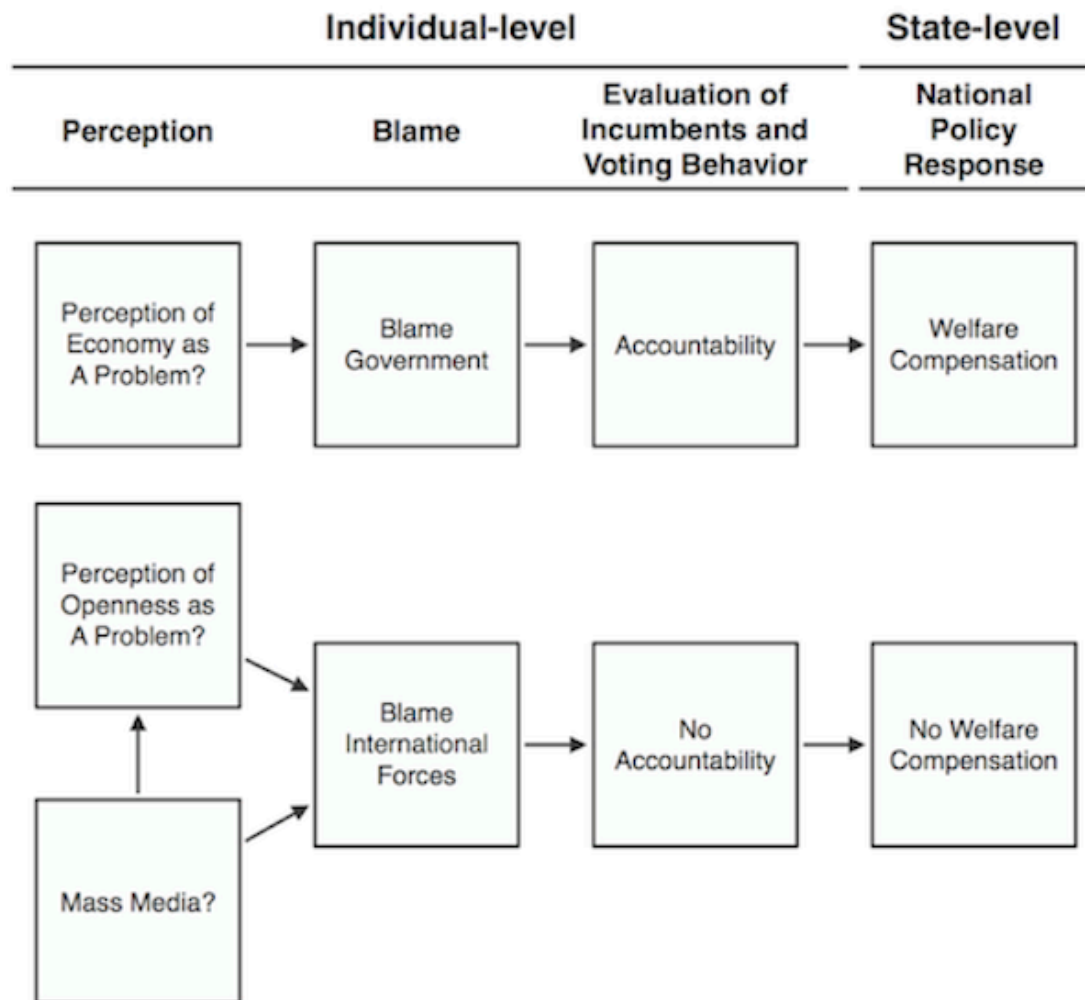 Individual-level
State-level
Perception
Blame
Evaluation of
Incumbents and
Voting Behavior
National
Policy
Response
Perception of
Economy as
A Problem?
Blame
Government
Accountability
Welfare
Compensation
Perception of
Openness as
A Problem?
Blame
International
Forces
No
Accountability
No Welfare
Compensation
Mass Media?